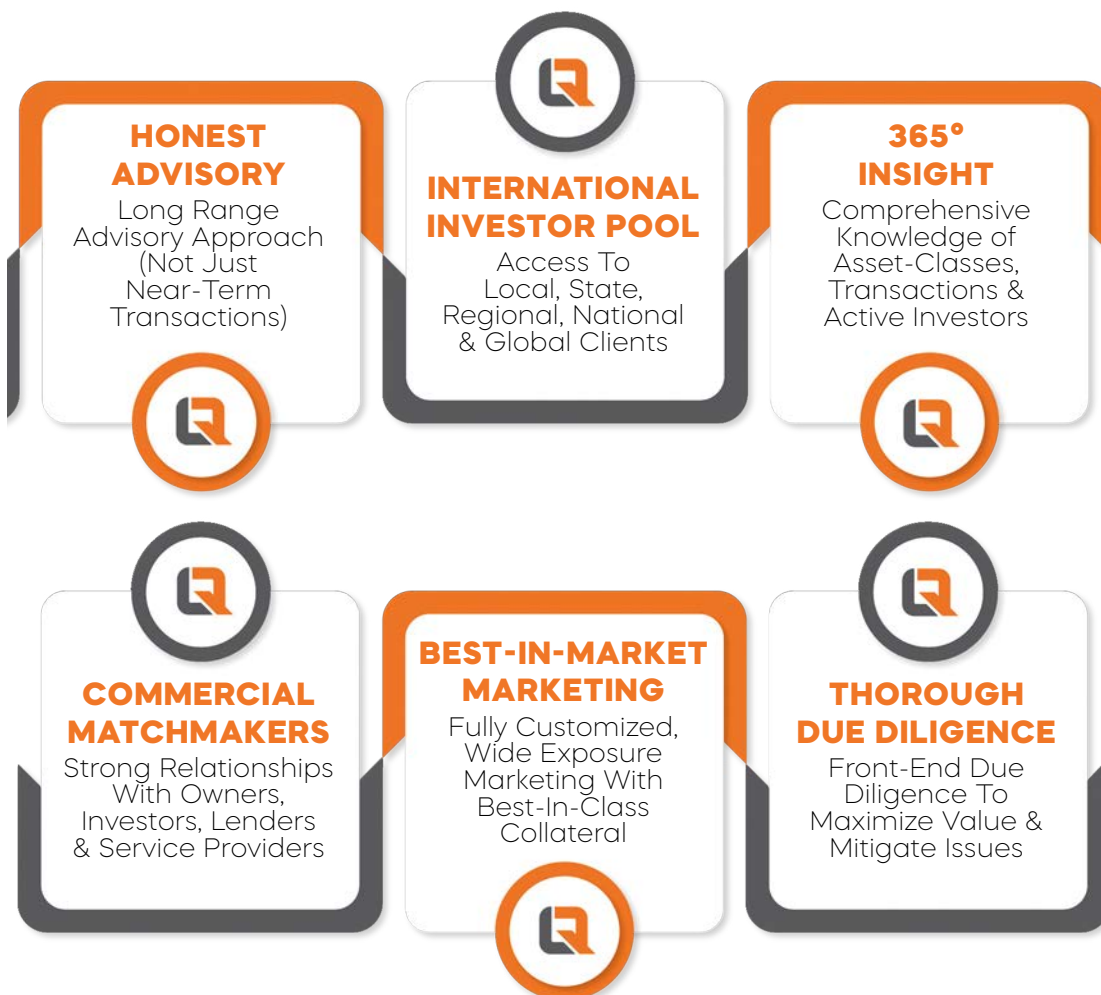 HONEST
ADVISORY
Long Range
Advisory Approach
(Not Just
Near-Term
Transactions)
INTERNATIONAL
INVESTOR POOL
Access To
Local, State,
Regional, National
& Global Clients
365°
INSIGHT
Comprehensive
Knowledge of
Asset-Classes,
Transactions &
Active Investors
COMMERCIAL
MATCHMAKERS
Strong Relationships
With Owners,
Investors, Lenders
& Service Providers
BEST-IN-MARKET
MARKETING
Fully Customized,
Wide Exposure
Marketing With
Best-In-Class
Collateral
THOROUGH
DUE DILIGENCE
Front-End Due
Diligence To
Maximize Value &
Mitigate Issues